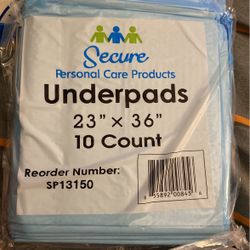 Secure
Personal Care Products
Underpads
23" x 36"
10 Count
Reorder Number:
SP13150